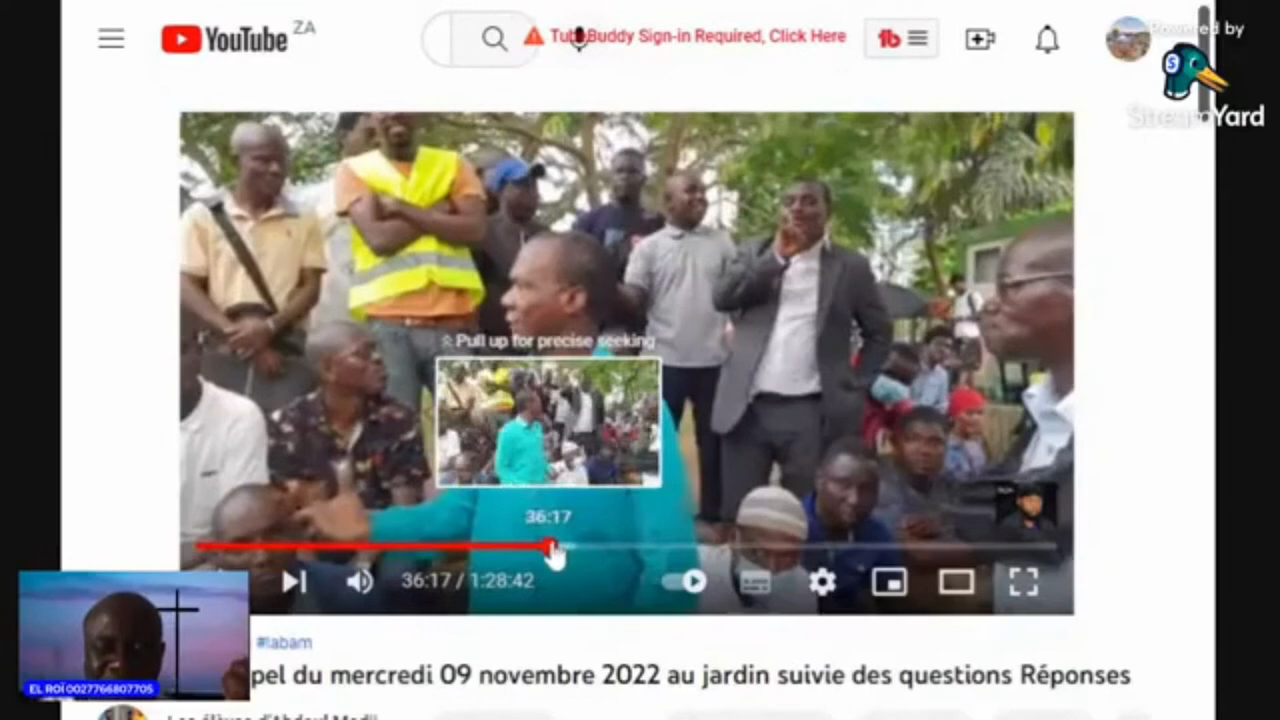 YouTube ZA
TubeBuddy Sign-in Required, Click Here
Powered by
StreamYard
Pull up for precise seeking
36:17
36:17 / 1:28:42
#labam
pel du mercredi 09 novembre 2022 au jardin suivie des questions Réponses
EL ROÏ 0027766807705